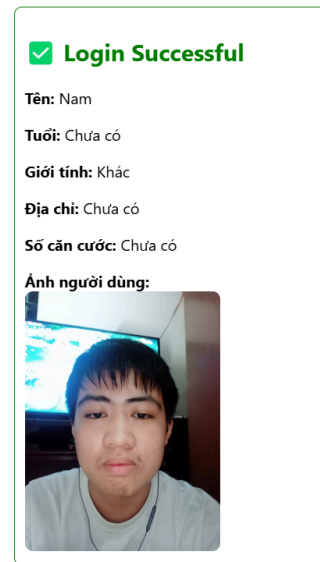 Login Successful
Tên: Nam
Tuổi: Chưa có
Giới tính: Khác
Địa chỉ: Chưa có
Số căn cước: Chưa có
Ảnh người dùng: